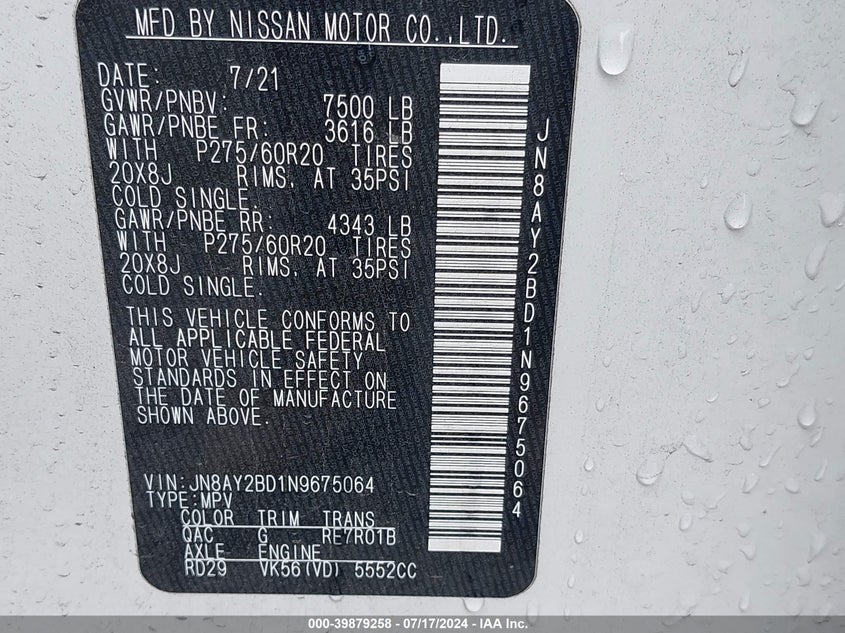 MFD BY NISSAN MOTOR CO.,LTD.
DATE: 7/21
GVWR/PNBV: 7500 LB
GAWR/PNBE FR: 3616 LB
WITH P275/60R20 TIRES
20X8J RIMS, AT 35PSI
COLD SINGLE.
GAWR/PNBE RR: 4343 LB
WITH P275/60R20 TIRES
20X8J RIMS, AT 35PSI
COLD SINGLE.
THIS VEHICLE CONFORMS TO
ALL APPLICABLE FEDERAL
MOTOR VEHICLE SAFETY
STANDARDS IN EFFECT ON
THE DATE OF MANUFACTURE
SHOWN ABOVE.
VIN:JN8AY2BD1N9675064
TYPE:MPV
COLOR TRIM TRANS
QAC G RE7R01B
AXLE ENGINE
RD29 VK56(VD) 5552CC
JN8AY2BD1N9675064
000-39879258 - 07/17/2024 - IAAI.com